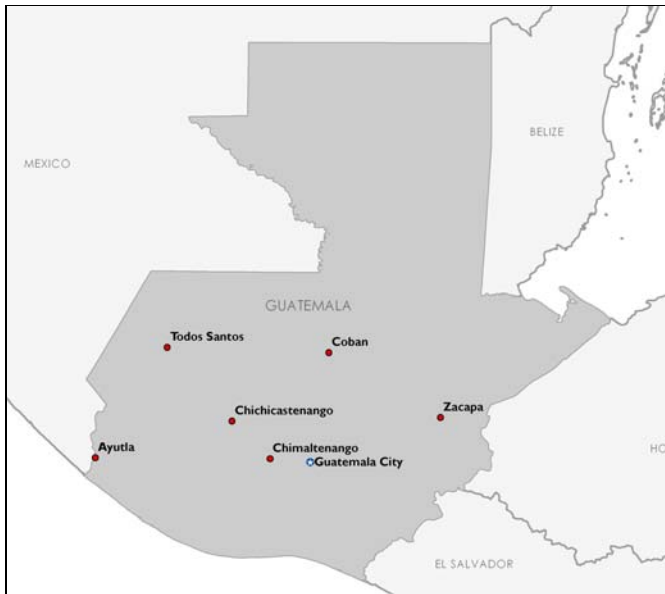 BELIZE
MEXICO
GUATEMALA
Todos Santos
Coban
Chichicastenango
Zacapa
Ayutla
Chimaltenango
Guatemala City
HO
EL SALVADOR